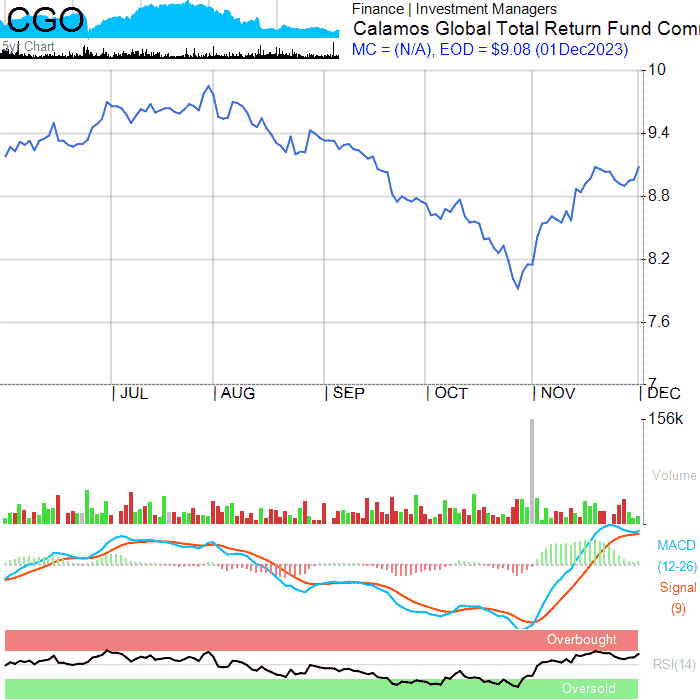 CGO
5yr Chart
Finance | Investment Managers
Calamos Global Total Return Fund Com
MC = (N/A), EOD = $9.08 (01Dec2023)
10
9.4
8.8
8.2
7.6
7
JUL AUG SEP OCT NOV DEC
156k
Volume
MACD
(12-26)
Signal
(9)
Overbought
RSI(14)
Oversold